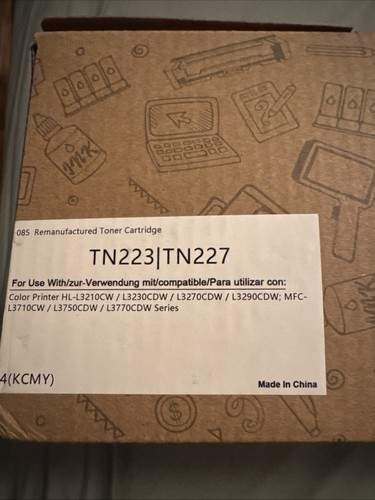 INK
085 Remanufactured Toner Cartridge
TN223|TN227
For Use With/zur-Verwendung mit/compatible/Para utilizar con:
Color Printer HL-L3210CW / L3230CDW / L3270CDW / L3290CDW; MFC-
L3710CW / L3750CDW / L3770CDW Series
4(KCMY)
Made In China